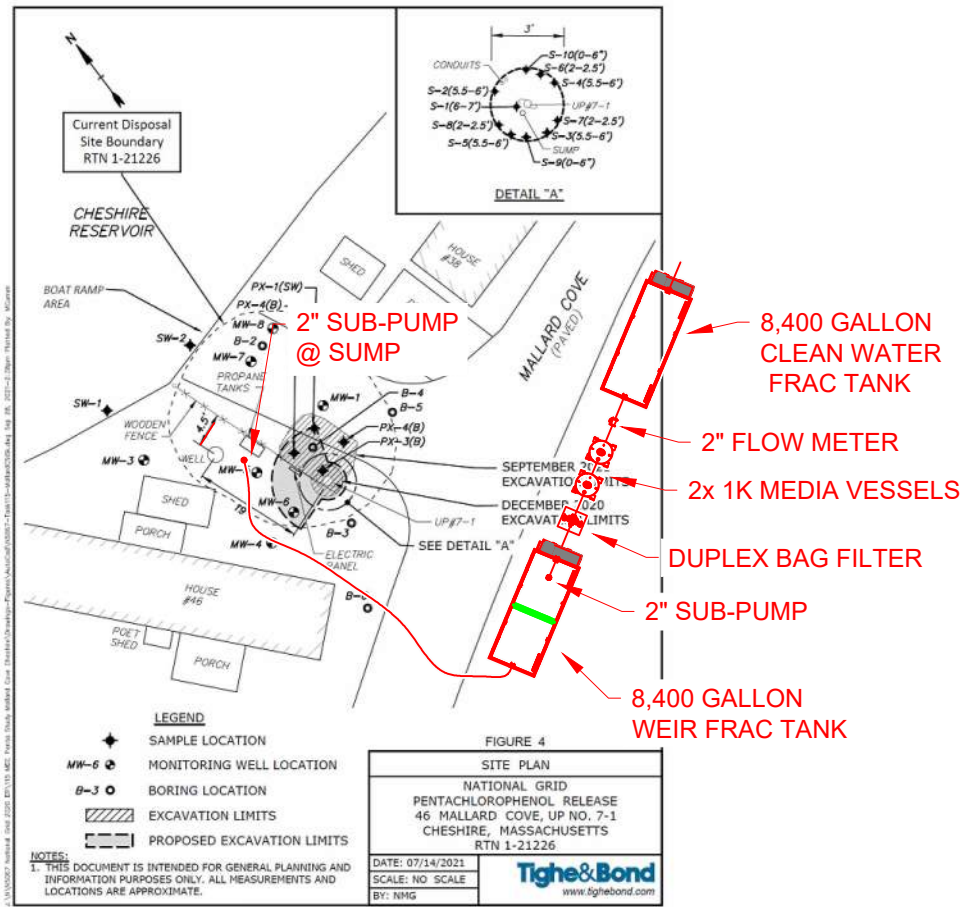 N
Current Disposal
Site Boundary
RTN 1-21226
CHESHIRE
RESERVOIR
BOAT RAMP
AREA
3'
CONDUITS
S-10(0-6")
S-6(2-2.5')
S-4(5.5-6')
S-2(5.5-6')
S-1(6-7')
UP#7-1
S-8(2-2.5')
S-7(2-2.5')
S-3(5.5-6')
S-5(5.5-6')
SUMP
S-9(0-6")
DETAIL "A"
HOUSE
#38
SHED
MALLARD COVE
(PAVED)
PX-1(SW)
PX-4(B)
MW-8
B-2
MW-7
PROPANE
TANKS
SW-2
SW-1
2" SUB-PUMP
@ SUMP
MW-1
B-4
B-5
PX-4(B)
PX-3(B)
WOODEN
FENCE
4.5'
WELL
MW-3
MW-6
19
MW-4
SEPTEMBER
EXCAVATION LIMITS
DECEMBER 2020
EXCAVATION LIMITS
UP#7-1
B-3
SEE DETAIL "A"
ELECTRIC
PANEL
SHED
PORCH
HOUSE
#46
POET
SHED
PORCH
8,400 GALLON
CLEAN WATER
FRAC TANK
2" FLOW METER
2x 1K MEDIA VESSELS
DUPLEX BAG FILTER
2" SUB-PUMP
8,400 GALLON
WEIR FRAC TANK
LEGEND
SAMPLE LOCATION
MW-6 MONITORING WELL LOCATION
B-3 BORING LOCATION
EXCAVATION LIMITS
PROPOSED EXCAVATION LIMITS
NOTES:
1. THIS DOCUMENT IS INTENDED FOR GENERAL PLANNING AND
INFORMATION PURPOSES ONLY. ALL MEASUREMENTS AND
LOCATIONS ARE APPROXIMATE.
FIGURE 4
SITE PLAN
NATIONAL GRID
PENTACHLOROPHENOL RELEASE
46 MALLARD COVE, UP NO. 7-1
CHESHIRE, MASSACHUSETTS
RTN 1-21226
DATE: 07/14/2021
SCALE: NO SCALE
BY: NMG
Tighe&Bond
www.tighebond.com